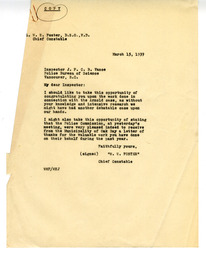 COPY
W. W. Foster, D.S.O., V.D.
Chief Constable
March 15, 1939
Inspector J. F. C. B. Vance
Police Bureau of Science
Vancouver, B.C.
My Dear Inspector:
I should like to take this opportunity of
congratulating you upon the work done in
connection with the Arnold case, as without
your knowledge and intensive research we
might have had another unsolved case upon
our hands.
I might also take this opportunity of stating
that the Police Commission, at yesterday's
meeting, were very pleased indeed to receive
from the Municipality of Oak Bay a letter of
thanks for the valuable work you have done
on their behalf during the past year.
Faithfully yours,
(signed) "W. W. FOSTER"
Chief Constable
WWF/HEJ